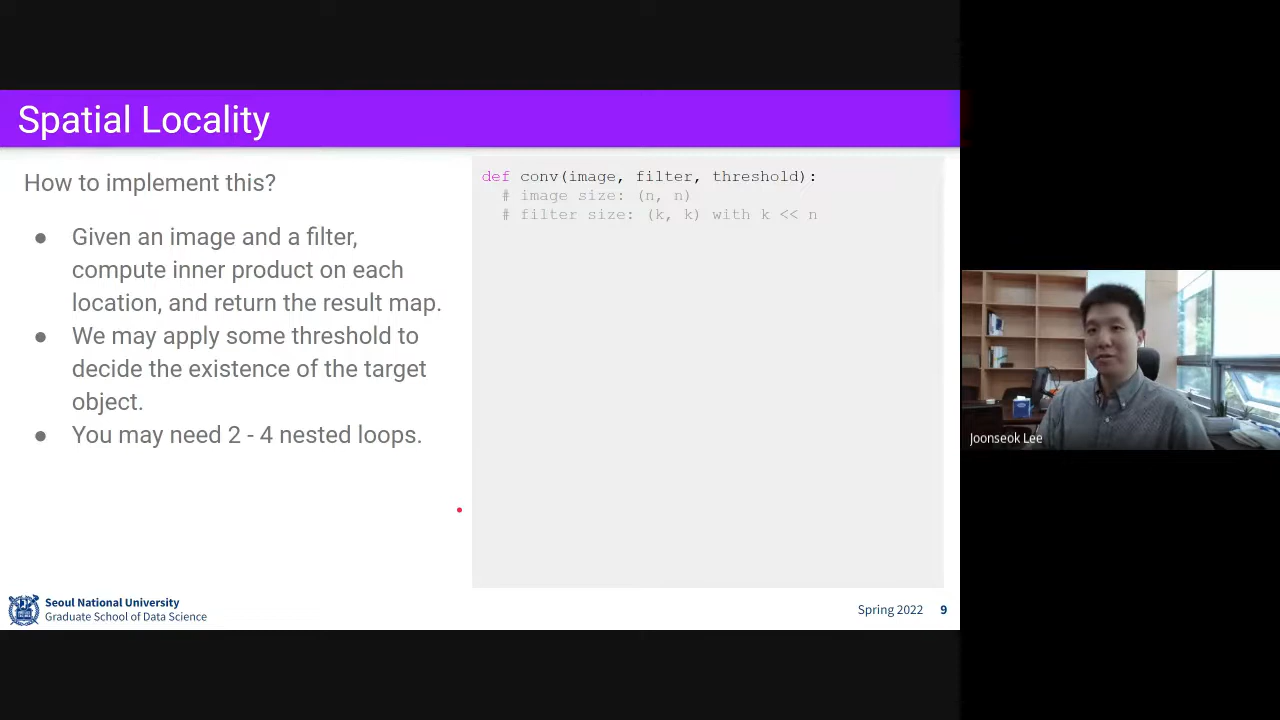 Spatial Locality
How to implement this?
● Given an image and a filter,
compute inner product on each
location, and return the result map.
● We may apply some threshold to
decide the existence of the target
object.
● You may need 2 - 4 nested loops.
def conv(image, filter, threshold):
# image size: (n, n)
# filter size: (k, k) with k << n
Joonseok Lee
Seoul National University
Graduate School of Data Science
Spring 2022 9